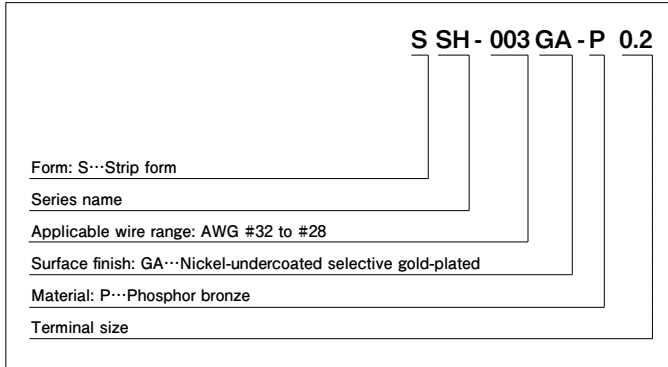 S SH - 003 GA - P 0.2
Form: S…Strip form
Series name
Applicable wire range: AWG #32 to #28
Surface finish: GA…Nickel-undercoated selective gold-plated
Material: P…Phosphor bronze
Terminal size